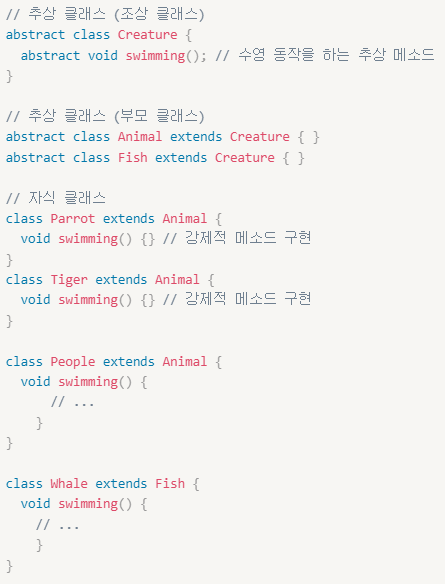 // 추상 클래스 (조상 클래스)
abstract class Creature {
  abstract void swimming(); // 수영 동작을 하는 추상 메소드
}

// 추상 클래스 (부모 클래스)
abstract class Animal extends Creature { }
abstract class Fish extends Creature { }

// 자식 클래스
class Parrot extends Animal {
  void swimming() {} // 강제적 메소드 구현
}
class Tiger extends Animal {
  void swimming() {} // 강제적 메소드 구현
}

class People extends Animal {
  void swimming() {
      // ...
    }
}

class Whale extends Fish {
  void swimming() {
    // ...
    }
}